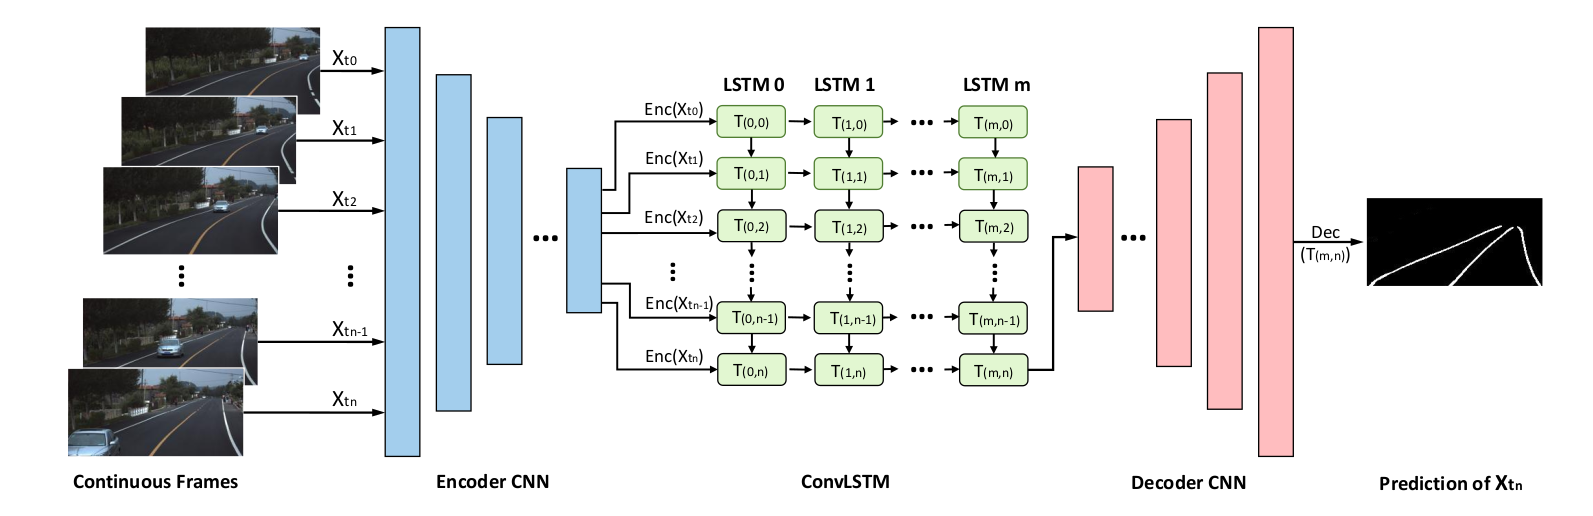 Xt0
Xt1
Xt2
Xtn-1
Xtn
Continuous Frames
Encoder CNN
Enc(Xt0)
Enc(Xt1)
Enc(Xt2)
Enc(Xtn-1)
Enc(Xtn)
LSTM 0 LSTM 1 LSTM m
T(0,0) T(1,0) ••• T(m,0)
T(0,1) T(1,1) ••• T(m,1)
T(0,2) T(1,2) ••• T(m,2)
T(0,n-1) T(1,n-1) ••• T(m,n-1)
T(0,n) T(1,n) ••• T(m,n)
ConvLSTM
Decoder CNN
Dec
(T(m,n))
Prediction of Xtn